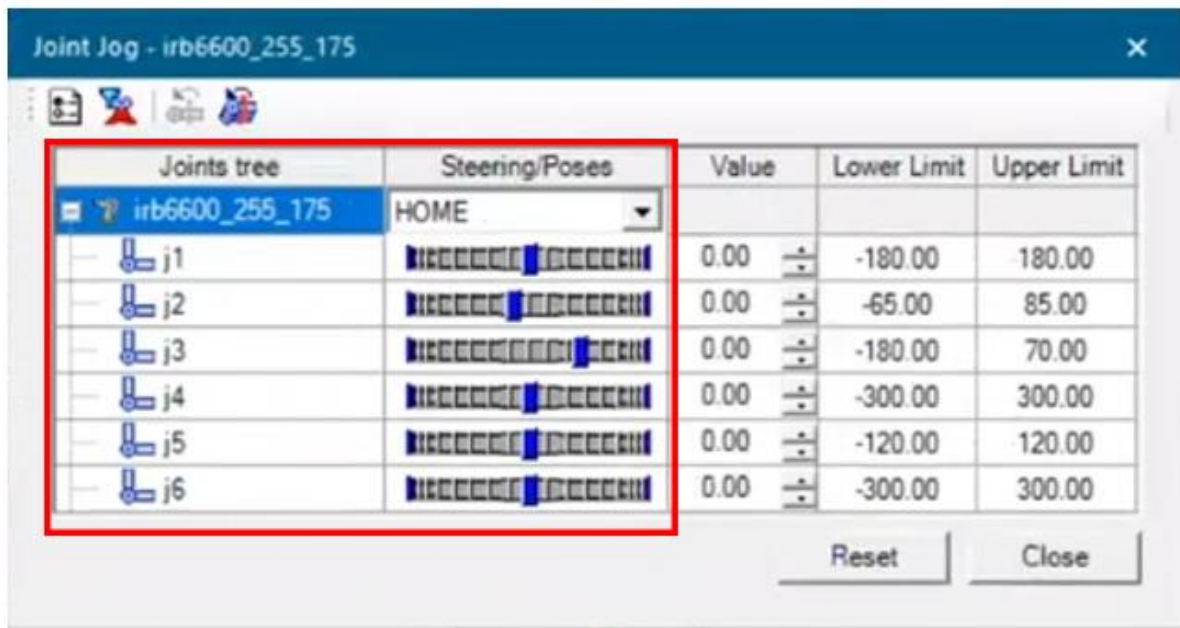 Joint Jog - irb6600_255_175
Joints tree Steering/Poses Value Lower Limit Upper Limit
irb6600_255_175 HOME
j1 0.00 -180.00 180.00
j2 0.00 -65.00 85.00
j3 0.00 -180.00 70.00
j4 0.00 -300.00 300.00
j5 0.00 -120.00 120.00
j6 0.00 -300.00 300.00
Reset Close